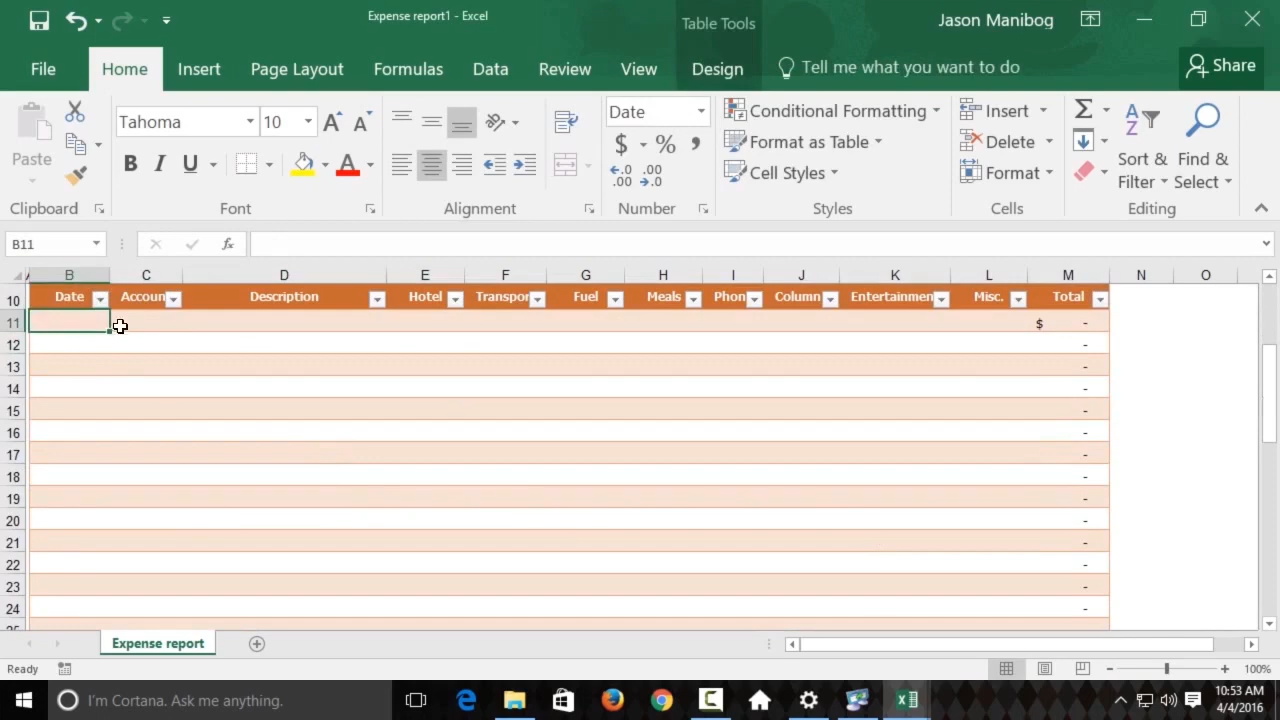 Expense report1 - Excel
Table Tools
Jason Manibog
File Home Insert Page Layout Formulas Data Review View Design Tell me what you want to do Share
Paste
Tahoma 10
B I U A
Date
$ % ,
Conditional Formatting
Format as Table
Cell Styles
Insert
Delete
Format
Sort & Filter
Find & Select
Clipboard Font Alignment Number Styles Cells Editing
B11 fx
B C D E F G H I J K L M N O
10 Date Accoun Description Hotel Transpor Fuel Meals Phon Column Entertainmen Misc. Total
11 $ -
12 -
13 -
14 -
15 -
16 -
17 -
18 -
19 -
20 -
21 -
22 -
23 -
24 -
Expense report
Ready 100%
I'm Cortana. Ask me anything.
10:53 AM
4/4/2016